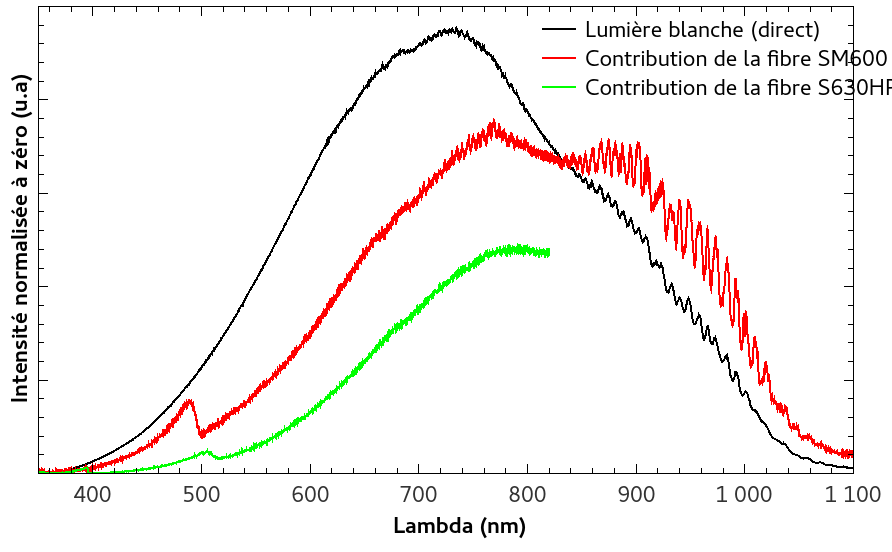 Lumière blanche (direct)
Contribution de la fibre SM600
Contribution de la fibre S630HP
Intensité normalisée à zéro (u.a)
400 500 600 700 800 900 1 000 1 100
Lambda (nm)